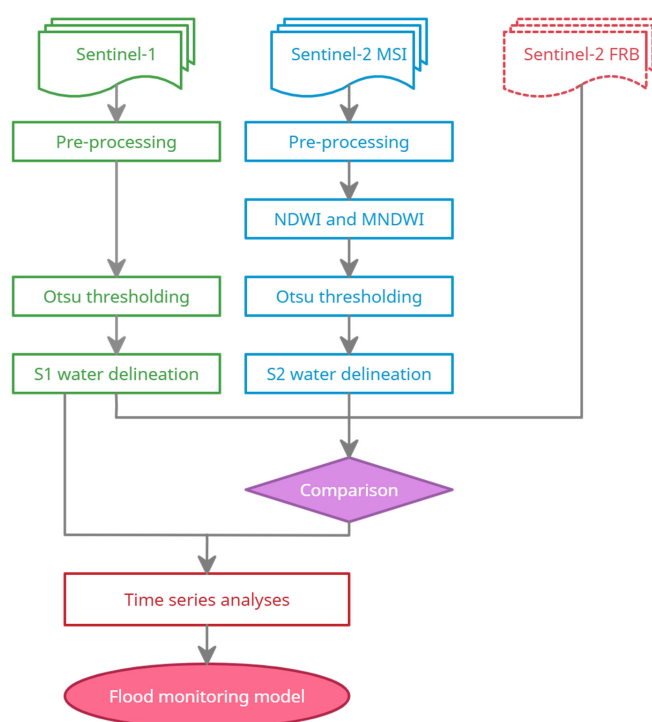 Sentinel-1
Sentinel-2 MSI
Sentinel-2 FRB
Pre-processing
Pre-processing
NDWI and MNDWI
Otsu thresholding
Otsu thresholding
S1 water delineation
S2 water delineation
Comparison
Time series analyses
Flood monitoring model